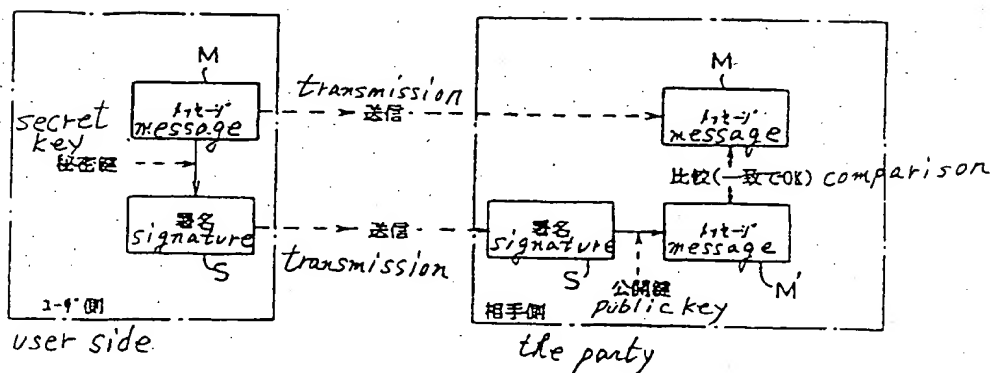 M
メッセージ
message
transmission
送信
M
メッセージ
message
secret
key
秘密鍵
比較(一致でOK) comparison
署名
signature
S
送信
transmission
署名
signature
S
メッセージ
message
M'
公開鍵
public key
ユーザ側
user side
相手側
the party